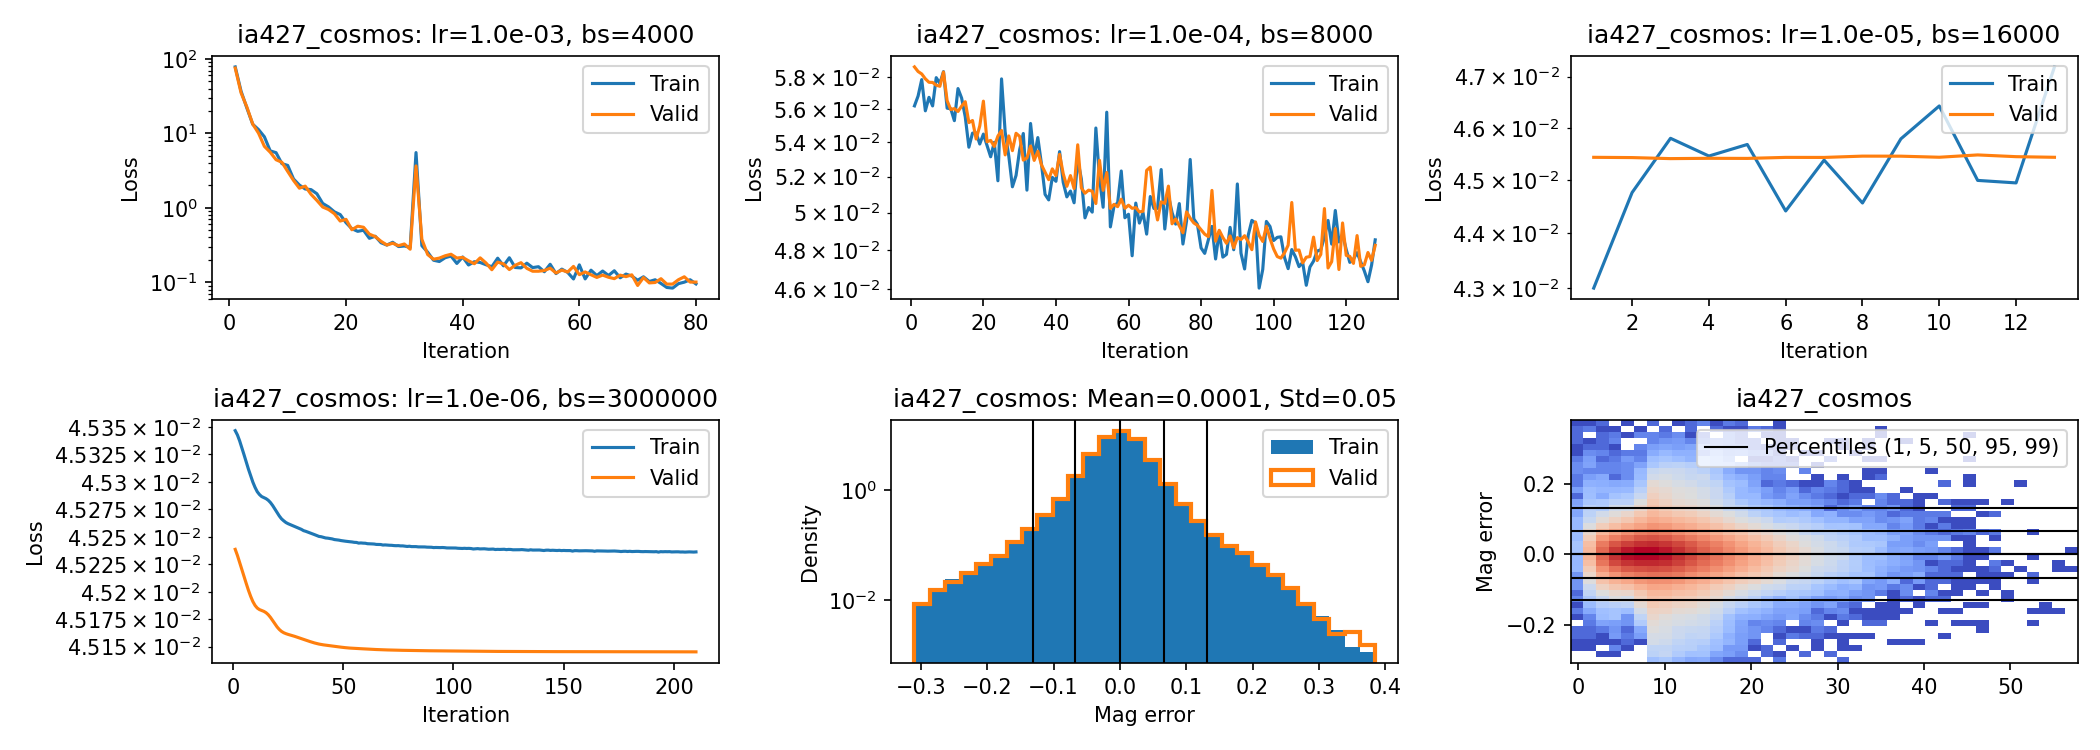 ia427_cosmos: lr=1.0e-03, bs=4000
Loss
10²
10¹
10⁰
10⁻¹
Train
Valid
0 20 40 60 80
Iteration
ia427_cosmos: lr=1.0e-04, bs=8000
Loss
5.8 × 10⁻²
5.6 × 10⁻²
5.4 × 10⁻²
5.2 × 10⁻²
5 × 10⁻²
4.8 × 10⁻²
4.6 × 10⁻²
Train
Valid
0 20 40 60 80 100 120
Iteration
ia427_cosmos: lr=1.0e-05, bs=16000
Loss
4.7 × 10⁻²
4.6 × 10⁻²
4.5 × 10⁻²
4.4 × 10⁻²
4.3 × 10⁻²
Train
Valid
2 4 6 8 10 12
Iteration
ia427_cosmos: lr=1.0e-06, bs=3000000
Loss
4.535 × 10⁻²
4.5325 × 10⁻²
4.53 × 10⁻²
4.5275 × 10⁻²
4.525 × 10⁻²
4.5225 × 10⁻²
4.52 × 10⁻²
4.5175 × 10⁻²
4.515 × 10⁻²
Train
Valid
0 50 100 150 200
Iteration
ia427_cosmos: Mean=0.0001, Std=0.05
Density
10⁰
10⁻²
Train
Valid
−0.3 −0.2 −0.1 0.0 0.1 0.2 0.3 0.4
Mag error
ia427_cosmos
Mag error
0.2
0.0
−0.2
Percentiles (1, 5, 50, 95, 99)
0 10 20 30 40 50